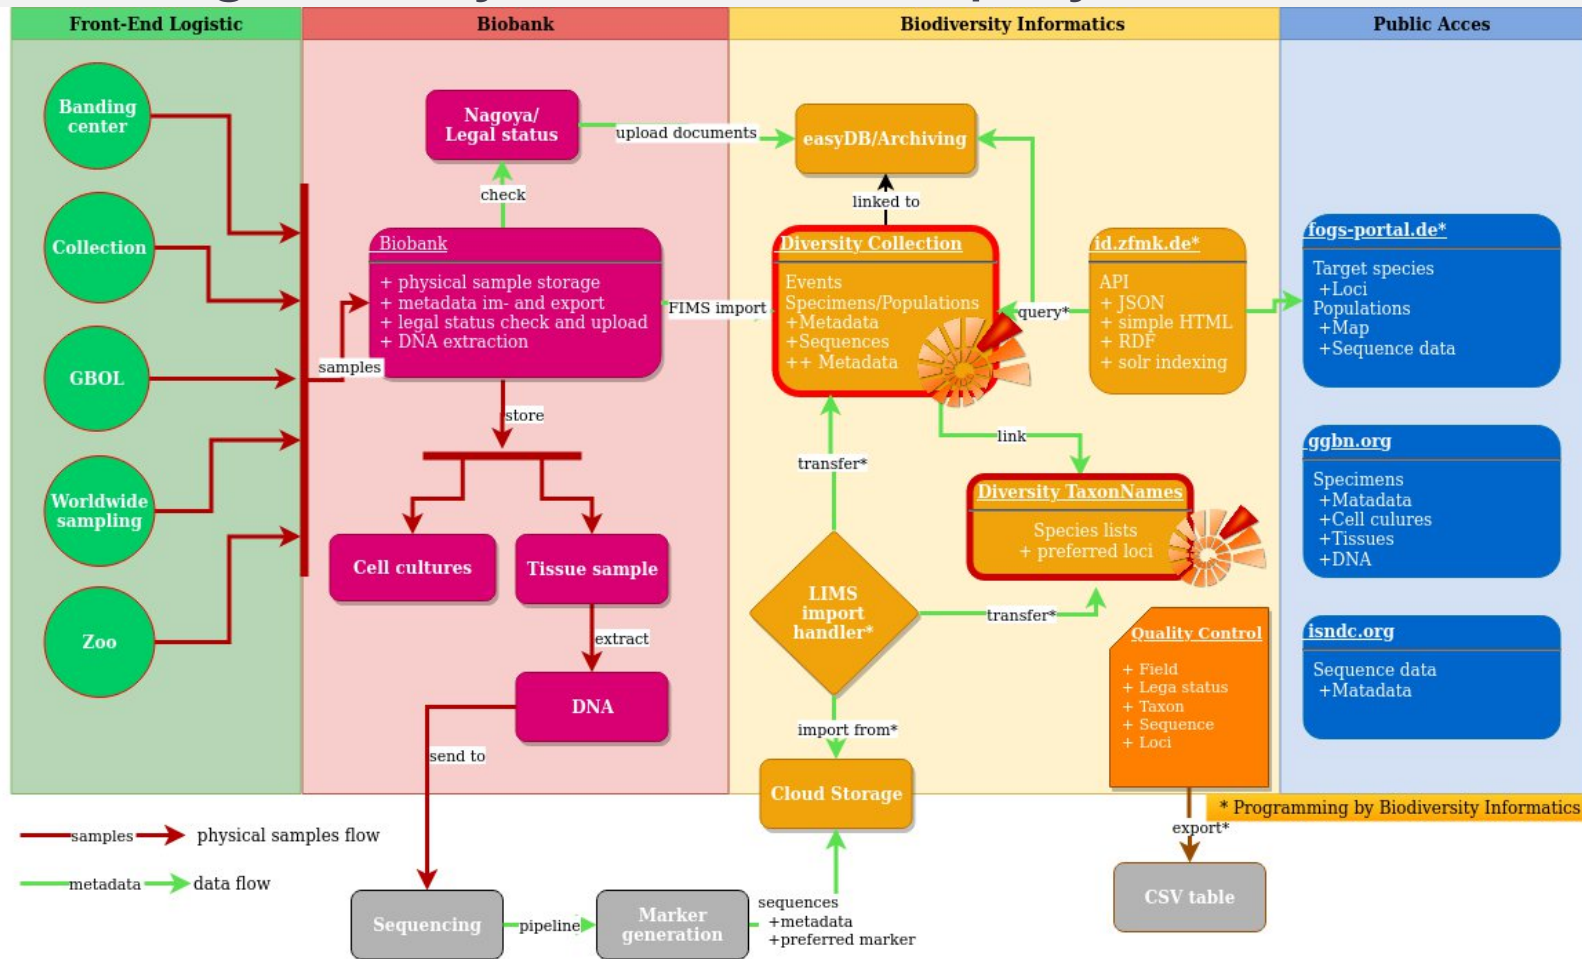 Front-End Logistic
Biobank
Biodiversity Informatics
Public Acces
Banding
center
Collection
GBOL
Worldwide
sampling
Zoo
samples
Nagoya/
Legal status
check
upload documents
Biobank
+ physical sample storage
+ metadata im- and export
+ legal status check and upload
+ DNA extraction
FIMS import
store
Cell cultures
Tissue sample
extract
DNA
send to
easyDB/Archiving
linked to
Diversity Collection
Events
Specimens/Populations
+Metadata
+Sequences
++ Metadata
query*
id.zfmk.de*
API
+ JSON
+ simple HTML
+ RDF
+ solr indexing
link
transfer*
Diversity TaxonNames
Species lists
+ preferred loci
LIMS
import
handler*
transfer*
import from*
Cloud Storage
Quality Control
+ Field
+ Lega status
+ Taxon
+ Sequence
+ Loci
export*
CSV table
fogs-portal.de*
Target species
+Loci
Populations
+Map
+Sequence data
ggbn.org
Specimens
+Matadata
+Cell culures
+Tissues
+DNA
isndc.org
Sequence data
+Matadata
* Programming by Biodiversity Informatics
samples
physical samples flow
metadata
data flow
Sequencing
pipeline
Marker
generation
sequences
+metadata
+preferred marker